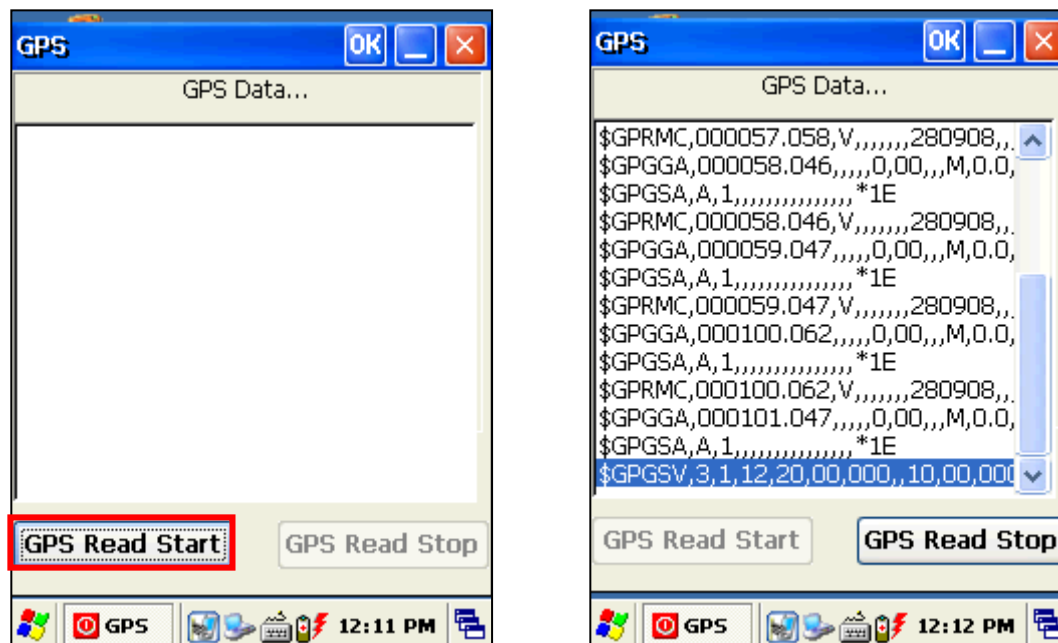 GPS OK
GPS Data...
GPS Read Start GPS Read Stop
GPS 12:11 PM
GPS OK
GPS Data...
$GPRMC,000057.058,V,,,,,,,280908,,,
$GPGGA,000058.046,,,,,0,00,,,M,0.0,
$GPGSA,A,1,,,,,,,,,,,,,,,*1E
$GPRMC,000058.046,V,,,,,,,280908,,,
$GPGGA,000059.047,,,,,0,00,,,M,0.0,
$GPGSA,A,1,,,,,,,,,,,,,,,*1E
$GPRMC,000059.047,V,,,,,,,280908,,,
$GPGGA,000100.062,,,,,0,00,,,M,0.0,
$GPGSA,A,1,,,,,,,,,,,,,,,*1E
$GPRMC,000100.062,V,,,,,,,280908,,,
$GPGGA,000101.047,,,,,0,00,,,M,0.0,
$GPGSA,A,1,,,,,,,,,,,,,,,*1E
$GPGSV,3,1,12,20,00,000,,10,00,000
GPS Read Start GPS Read Stop
GPS 12:12 PM